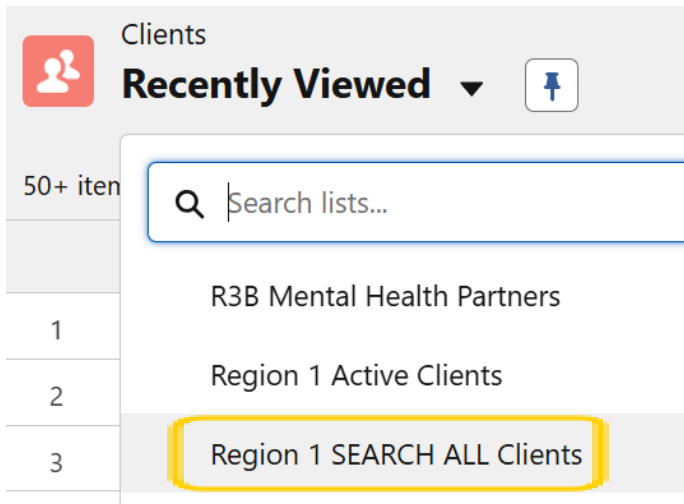 Clients
Recently Viewed
50+ iten
Search lists...
R3B Mental Health Partners
1
Region 1 Active Clients
2
Region 1 SEARCH ALL Clients
3